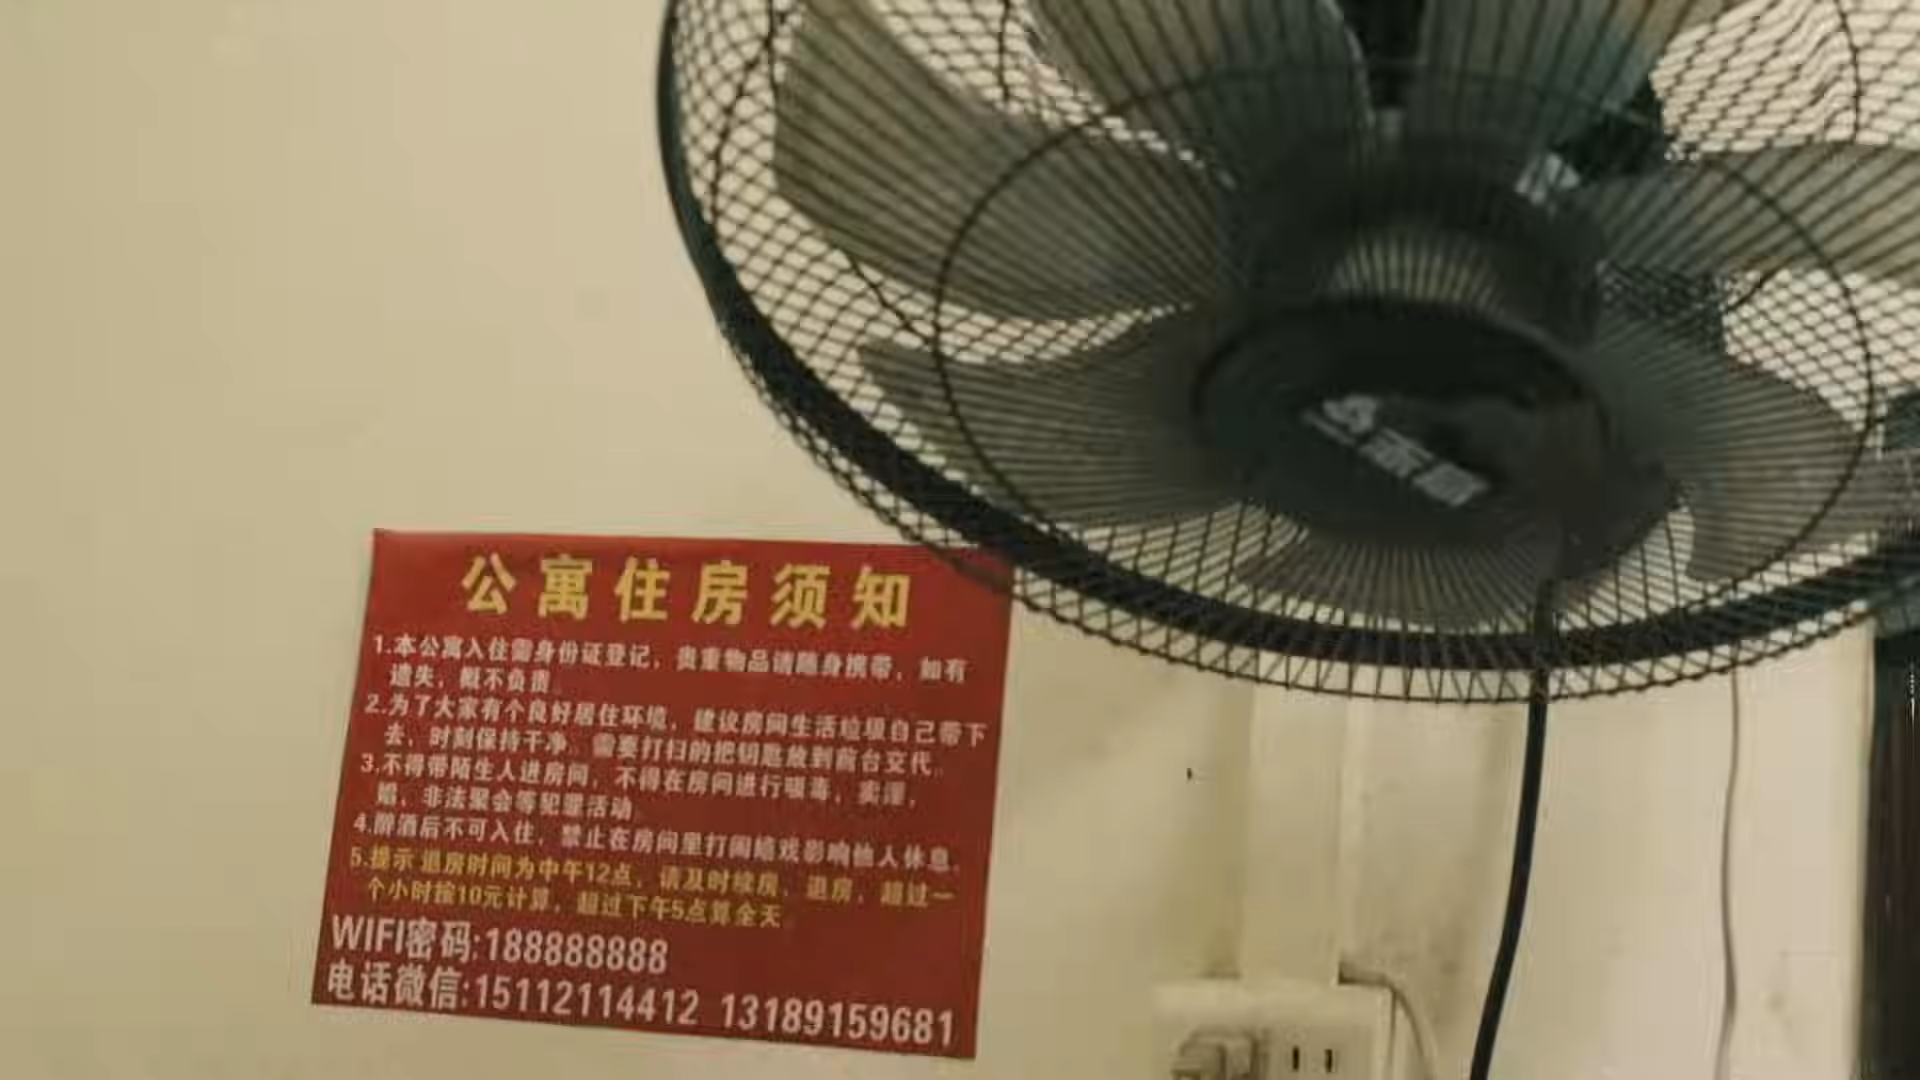 公寓住房须知
1.本公寓入住需身份证登记，贵重物品请随身携带，如有
遗失，概不负责。
2.为了大家有个良好居住环境，建议房间生活垃圾自己带下
去，时刻保持干净。需要打扫的把钥匙放到前台交代。
3.不得带陌生人进房间，不得在房间进行吸毒，卖淫，
嫖，非法聚会等犯罪活动
4.醉酒后不可入住，禁止在房间里打闹嬉戏影响他人休息。
5.提示 退房时间为中午12点，请及时续房、退房，超过一
个小时按10元计算，超过下午5点算全天。
WIFI密码:188888888
电话微信:15112114412 13189159681